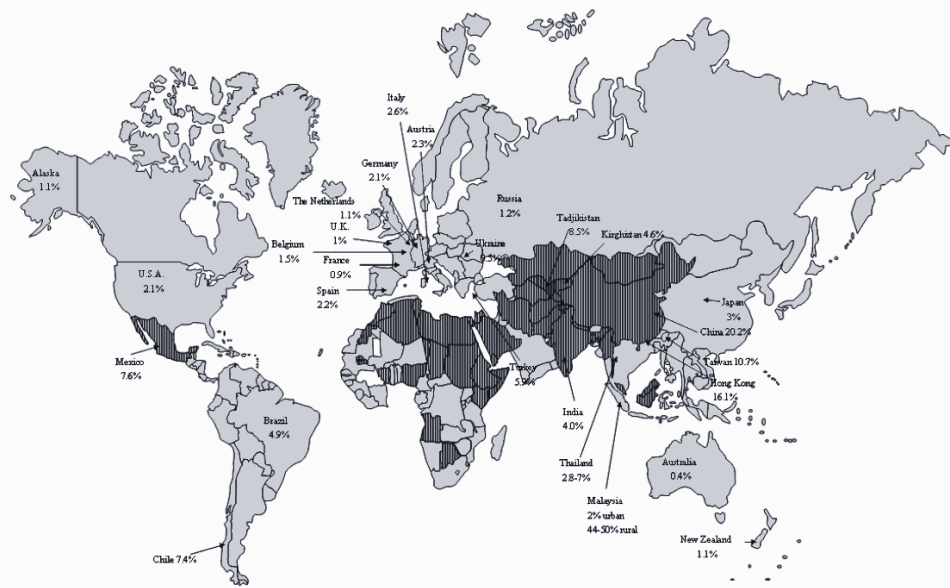 Italy
2.6%
Austria
2.3%
Germany
2.1%
Alaska
1.1%
The Netherlands
1.1%
Russia
1.2%
Tadjikistan
8.5%
Kirghiztan 4.6%
U.K.
1%
Belgium
1.5%
Ukraine
France
0.9%
U.S.A.
2.1%
Spain
2.2%
Japan
3%
China 20.2%
Mexico
7.6%
Turkey
Taiwan 10.7%
Hong Kong
16.1%
India
4.0%
Brazil
4.9%
Thailand
2.8-7%
Australia
0.4%
Malaysia
2% urban
44-50% rural
New Zealand
1.1%
Chile 7.4%